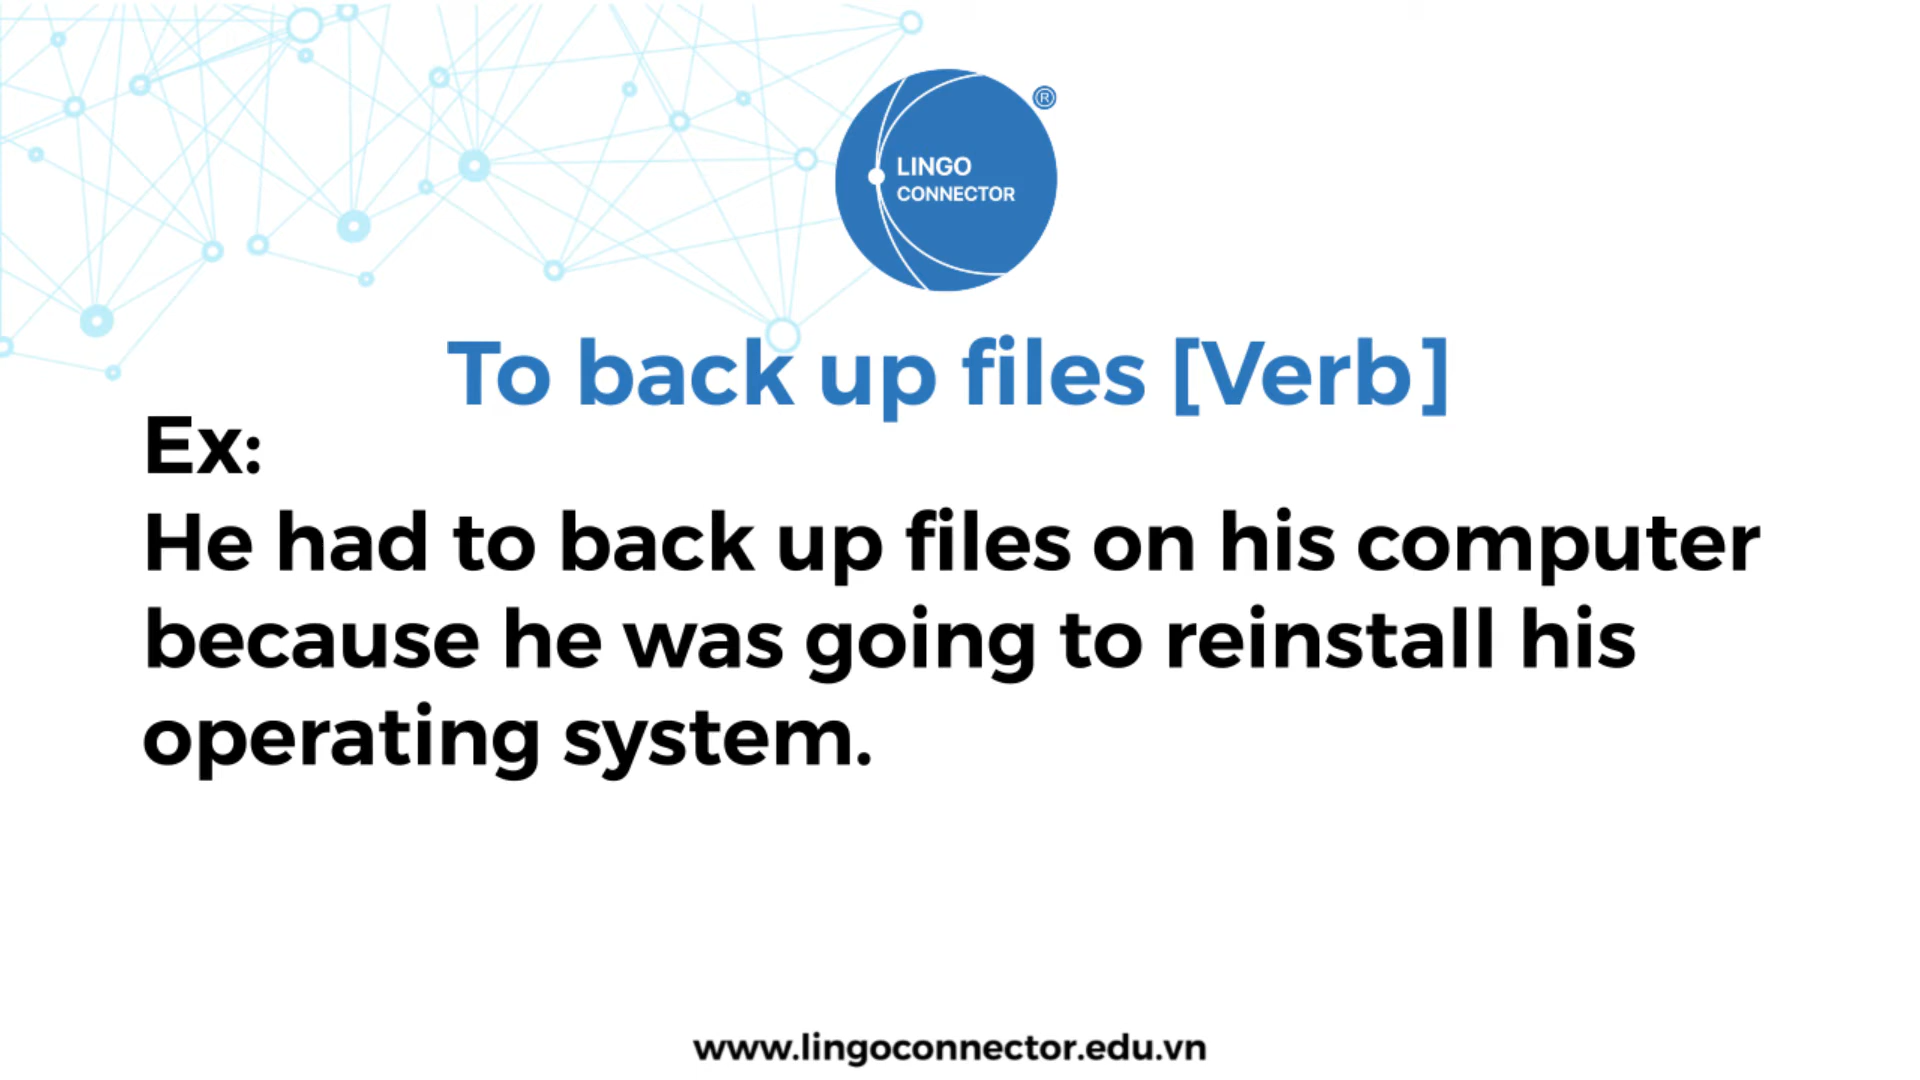 ®
LINGO
CONNECTOR
To back up files [Verb]
Ex:
He had to back up files on his computer
because he was going to reinstall his
operating system.
www.lingoconnector.edu.vn